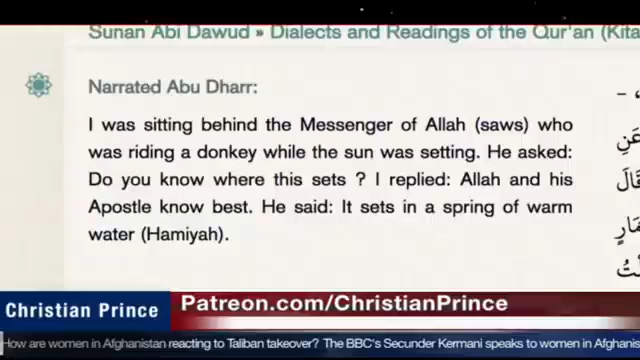 Sunan Abi Dawud » Dialects and Readings of the Qur'an (Kita
Narrated Abu Dharr:
I was sitting behind the Messenger of Allah (saws) who
was riding a donkey while the sun was setting. He asked:
Do you know where this sets ? I replied: Allah and his
Apostle know best. He said: It sets in a spring of warm
water (Hamiyah).
عَنِ
قَالَ
Christian Prince
Patreon.com/ChristianPrince
How are women in Afghanistan reacting to Taliban takeover? The BBC's Secunder Kermani speaks to women in Afghanis